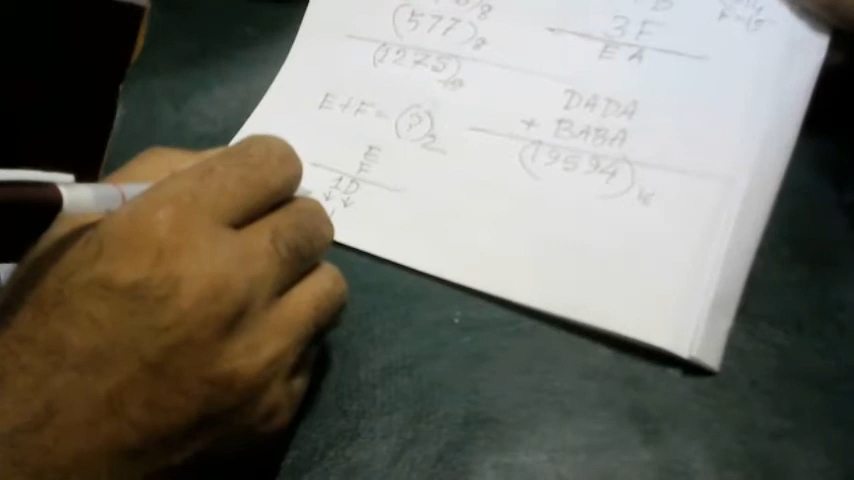 (577)8
(1275)
3F
EA
E+F=(?)2
E
F
1D
DADA
+ BABA
(19594)16